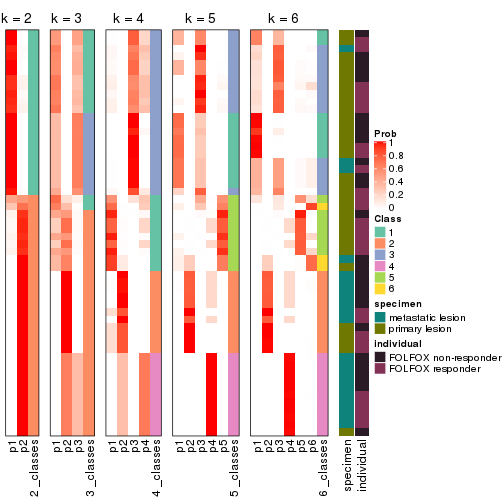 k = 2 k = 3 k = 4 k = 5 k = 6
Prob
1
0.8
0.6
0.4
0.2
0
Class
1
2
3
4
5
6
specimen
metastatic lesion
primary lesion
individual
FOLFOX non-responder
FOLFOX responder
p1 p2 2_classes p1 p2 p3 3_classes p1 p2 p3 p4 4_classes p1 p2 p3 p4 p5 5_classes p1 p2 p3 p4 p5 p6 6_classes specimen individual